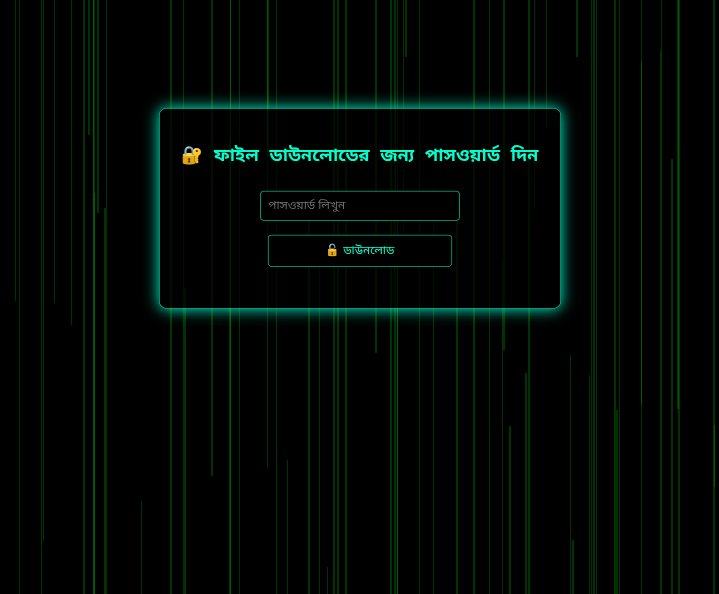 🔐 ফাইল ডাউনলোডের জন্য পাসওয়ার্ড দিন
পাসওয়ার্ড লিখুন
🔓 ডাউনলোড